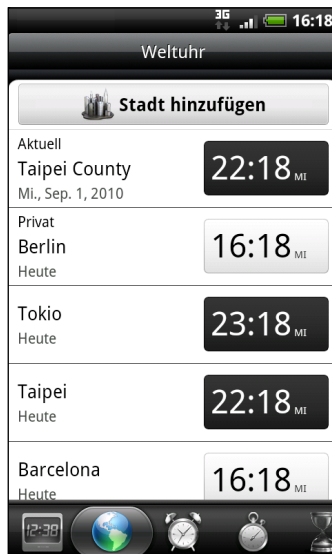 3G 16:18
Weltuhr
Stadt hinzufügen
Aktuell
Taipei County
Mi., Sep. 1, 2010
22:18 MI
Privat
Berlin
Heute
16:18 MI
Tokio
Heute
23:18 MI
Taipei
Heute
22:18 MI
Barcelona
Heute
16:18 MI
12:38